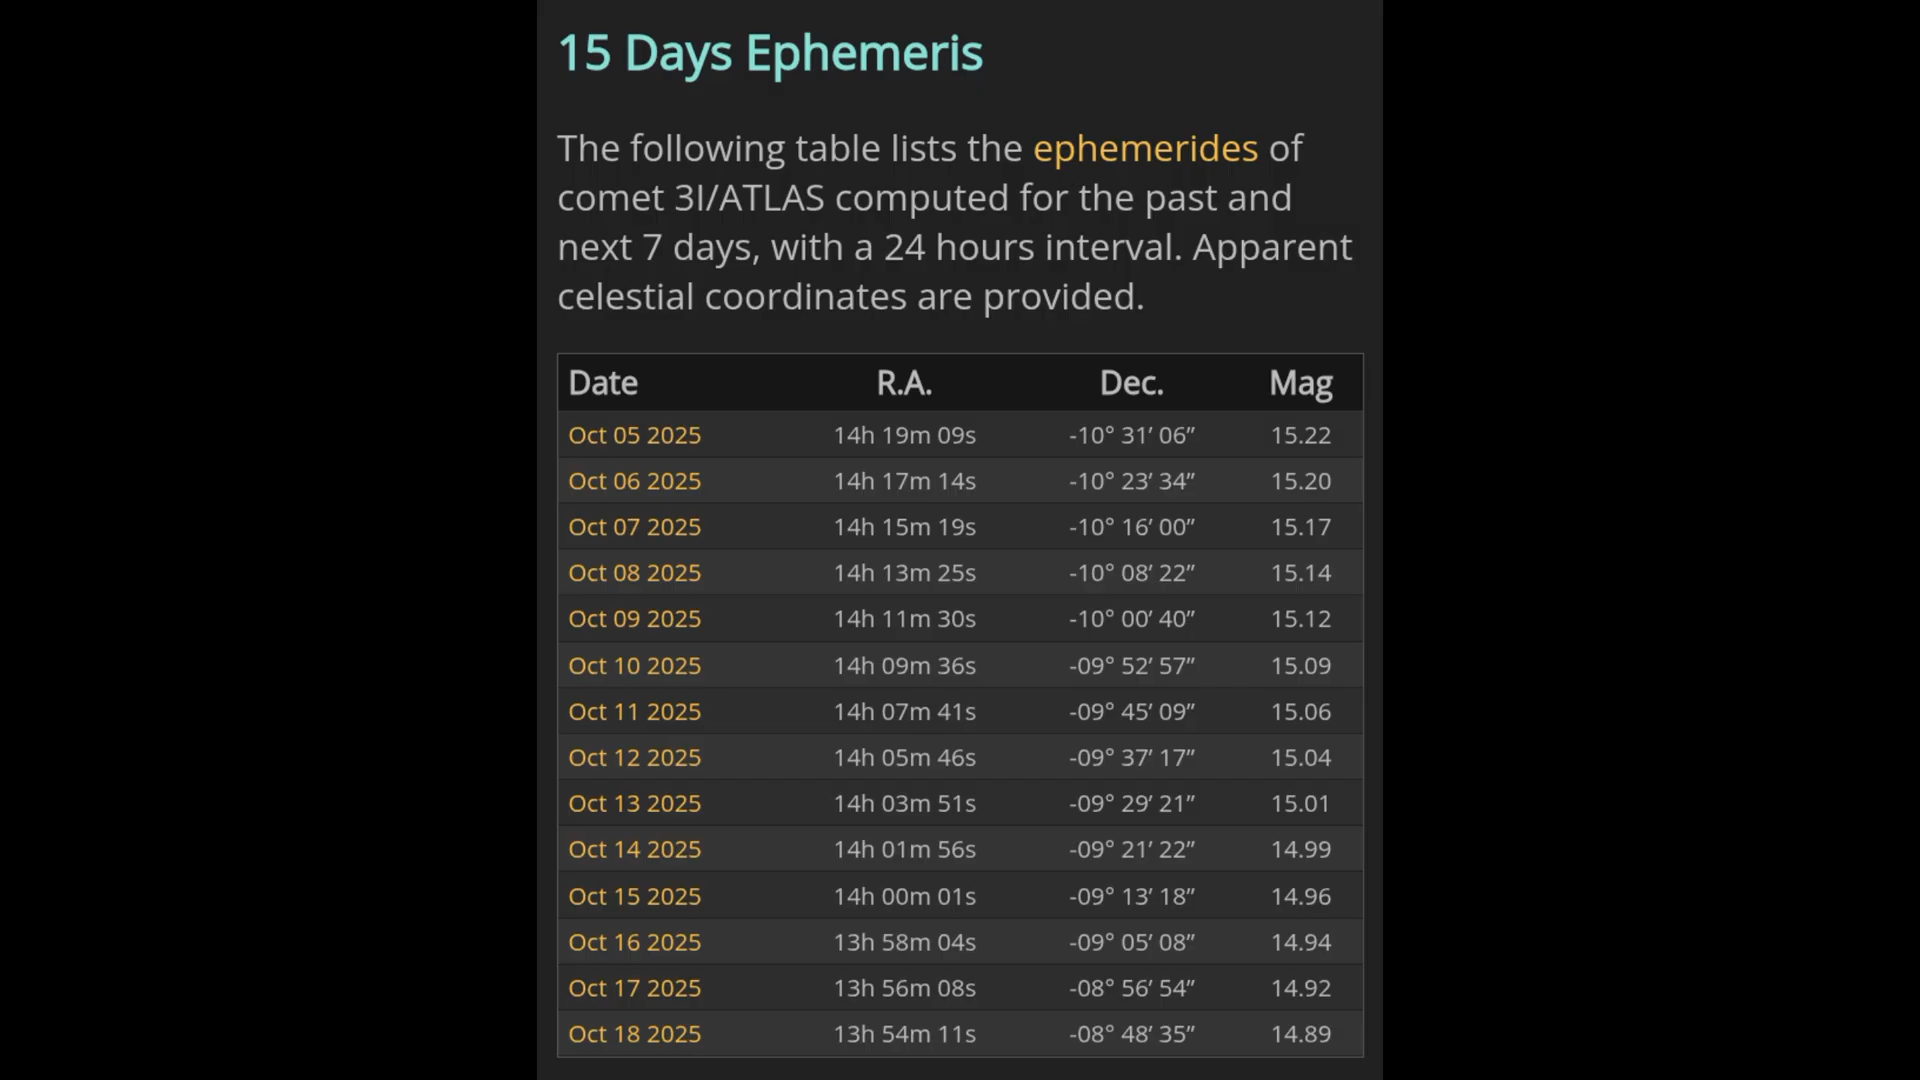 15 Days Ephemeris
The following table lists the ephemerides of
comet 3I/ATLAS computed for the past and
next 7 days, with a 24 hours interval. Apparent
celestial coordinates are provided.
Date R.A. Dec. Mag
Oct 05 2025 14h 19m 09s -10° 31’ 06” 15.22
Oct 06 2025 14h 17m 14s -10° 23’ 34” 15.20
Oct 07 2025 14h 15m 19s -10° 16’ 00” 15.17
Oct 08 2025 14h 13m 25s -10° 08’ 22” 15.14
Oct 09 2025 14h 11m 30s -10° 00’ 40” 15.12
Oct 10 2025 14h 09m 36s -09° 52’ 57” 15.09
Oct 11 2025 14h 07m 41s -09° 45’ 09” 15.06
Oct 12 2025 14h 05m 46s -09° 37’ 17” 15.04
Oct 13 2025 14h 03m 51s -09° 29’ 21” 15.01
Oct 14 2025 14h 01m 56s -09° 21’ 22” 14.99
Oct 15 2025 14h 00m 01s -09° 13’ 18” 14.96
Oct 16 2025 13h 58m 04s -09° 05’ 08” 14.94
Oct 17 2025 13h 56m 08s -08° 56’ 54” 14.92
Oct 18 2025 13h 54m 11s -08° 48’ 35” 14.89